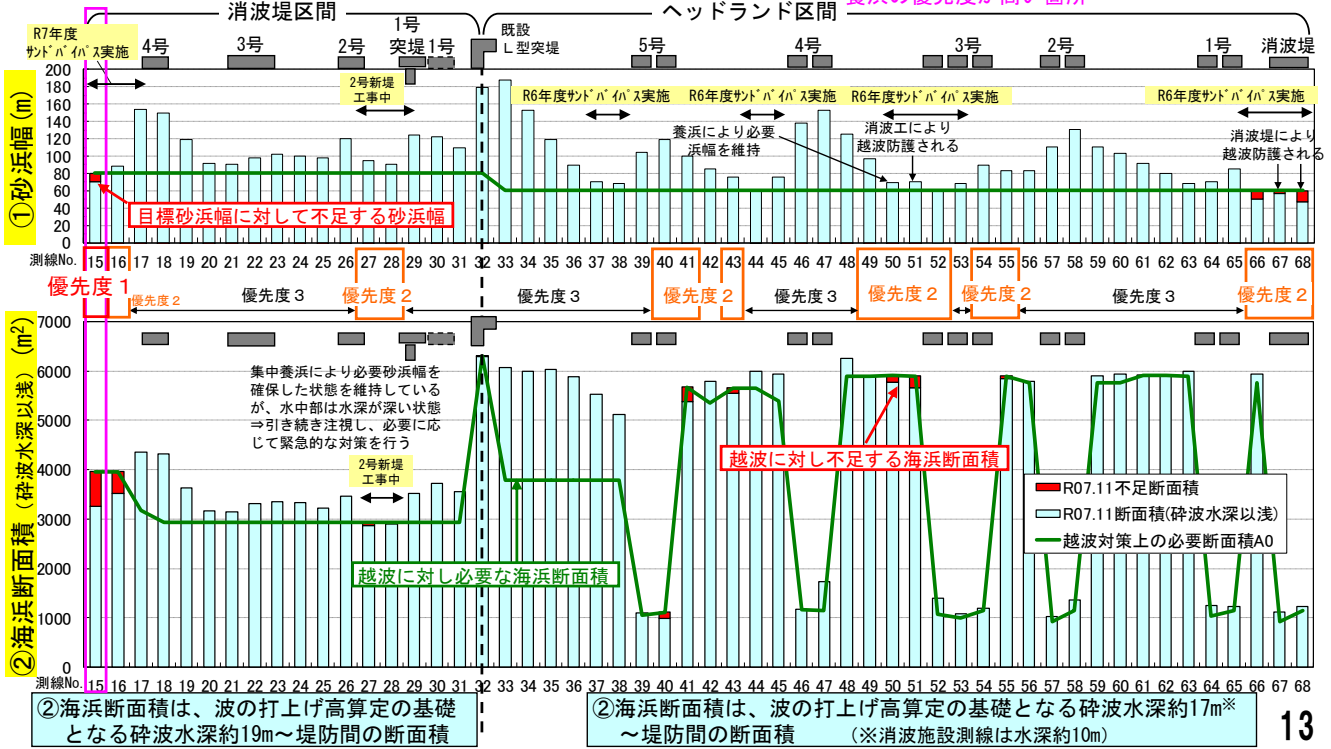 消波堤区間
ヘッドランド区間
養浜の優先度が高い箇所
R7年度
サンドバイパス実施
4号
3号
2号
1号
突堤
1号
既設
L型突堤
5号
4号
3号
2号
1号
消波堤
①砂浜幅(m)
200
180
160
140
120
100
80
60
40
20
0
2号新堤
工事中
R6年度サンドバイパス実施
R6年度サンドバイパス実施
R6年度サンドバイパス実施
R6年度サンドバイパス実施
養浜により必要
浜幅を維持
消波工により
越波防護される
消波堤により
越波防護される
目標砂浜幅に対して不足する砂浜幅
測線No. 15 16 17 18 19 20 21 22 23 24 25 26 27 28 29 30 31 32 33 34 35 36 37 38 39 40 41 42 43 44 45 46 47 48 49 50 51 52 53 54 55 56 57 58 59 60 61 62 63 64 65 66 67 68
優先度1
優先度2
優先度3
優先度2
優先度3
優先度2
優先度3
優先度2
優先度2
優先度3
優先度2
②海浜断面積(砕波水深以浅)(m²)
7000
6000
5000
4000
3000
2000
1000
0
集中養浜により必要砂浜幅を
確保した状態を維持している
が、水中部は水深が深い状態
⇒引き続き注視し、必要に応
じて緊急的な対策を行う
2号新堤
工事中
越波に対し不足する海浜断面積
越波に対し必要な海浜断面積
R07.11不足断面積
R07.11断面積(砕波水深以浅)
越波対策上の必要断面積A0
測線No. 15 16 17 18 19 20 21 22 23 24 25 26 27 28 29 30 31 32 33 34 35 36 37 38 39 40 41 42 43 44 45 46 47 48 49 50 51 52 53 54 55 56 57 58 59 60 61 62 63 64 65 66 67 68
②海浜断面積は、波の打上げ高算定の基礎
となる砕波水深約19m～堤防間の断面積
②海浜断面積は、波の打上げ高算定の基礎となる砕波水深約17m※
～堤防間の断面積 (※消波施設測線は水深約10m)
13